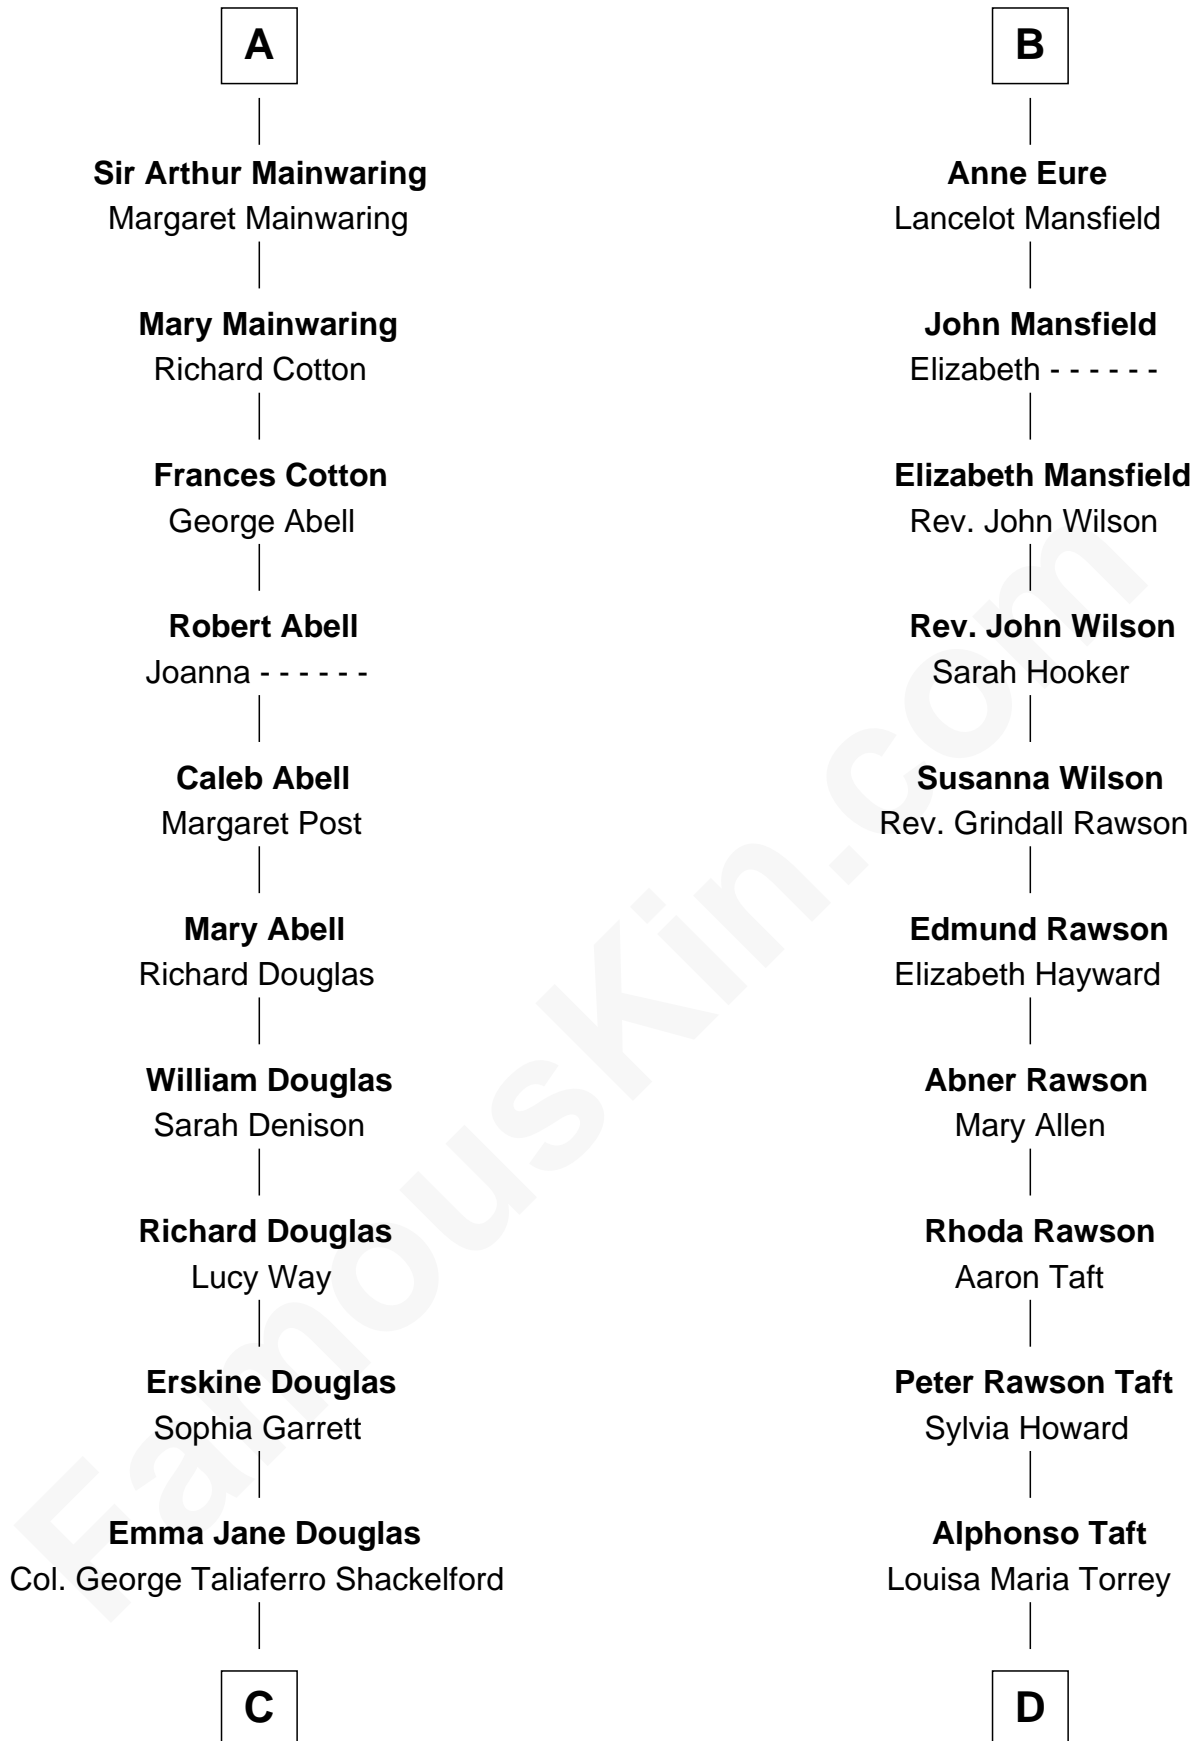 A
Sir Arthur Mainwaring
Margaret Mainwaring
Mary Mainwaring
Richard Cotton
Frances Cotton
George Abell
Robert Abell
Joanna - - - - - -
Caleb Abell
Margaret Post
Mary Abell
Richard Douglas
William Douglas
Sarah Denison
Richard Douglas
Lucy Way
Erskine Douglas
Sophia Garrett
Emma Jane Douglas
Col. George Taliaferro Shackelford
C
B
Anne Eure
Lancelot Mansfield
John Mansfield
Elizabeth - - - - - -
Elizabeth Mansfield
Rev. John Wilson
Rev. John Wilson
Sarah Hooker
Susanna Wilson
Rev. Grindall Rawson
Edmund Rawson
Elizabeth Hayward
Abner Rawson
Mary Allen
Rhoda Rawson
Aaron Taft
Peter Rawson Taft
Sylvia Howard
Alphonso Taft
Louisa Maria Torrey
D
FamousKin.com